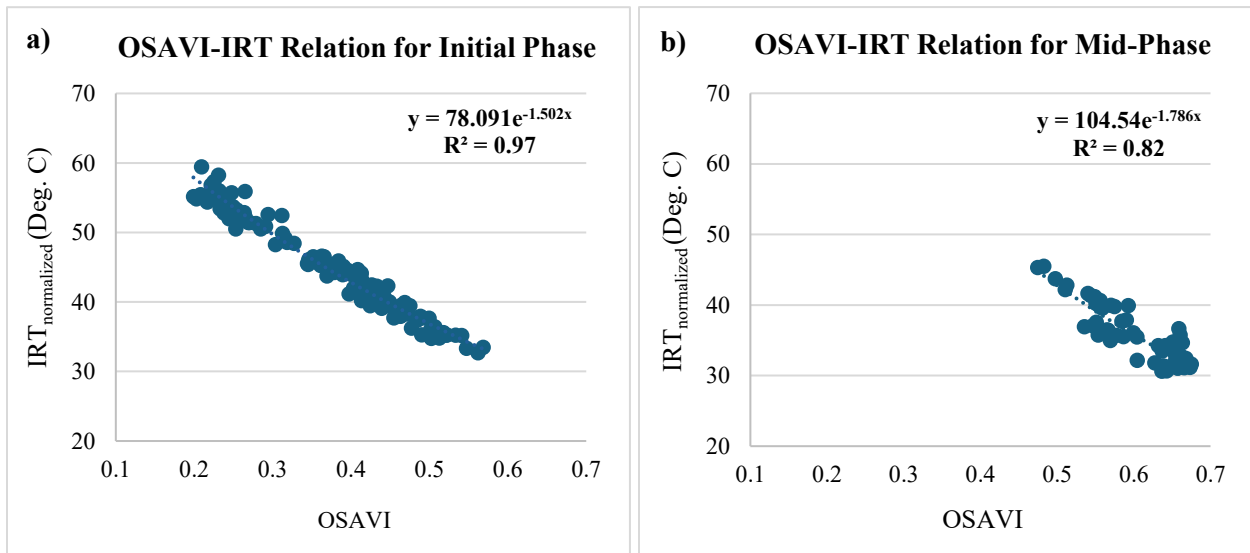 a)
OSAVI-IRT Relation for Initial Phase
70
60
50
40
30
20
IRTnormalized (Deg. C)
y = 78.091e^-1.502x
R² = 0.97
0.1 0.2 0.3 0.4 0.5 0.6 0.7
OSAVI
b)
OSAVI-IRT Relation for Mid-Phase
70
60
50
40
30
20
IRTnormalized (Deg. C)
y = 104.54e^-1.786x
R² = 0.82
0.1 0.2 0.3 0.4 0.5 0.6 0.7
OSAVI